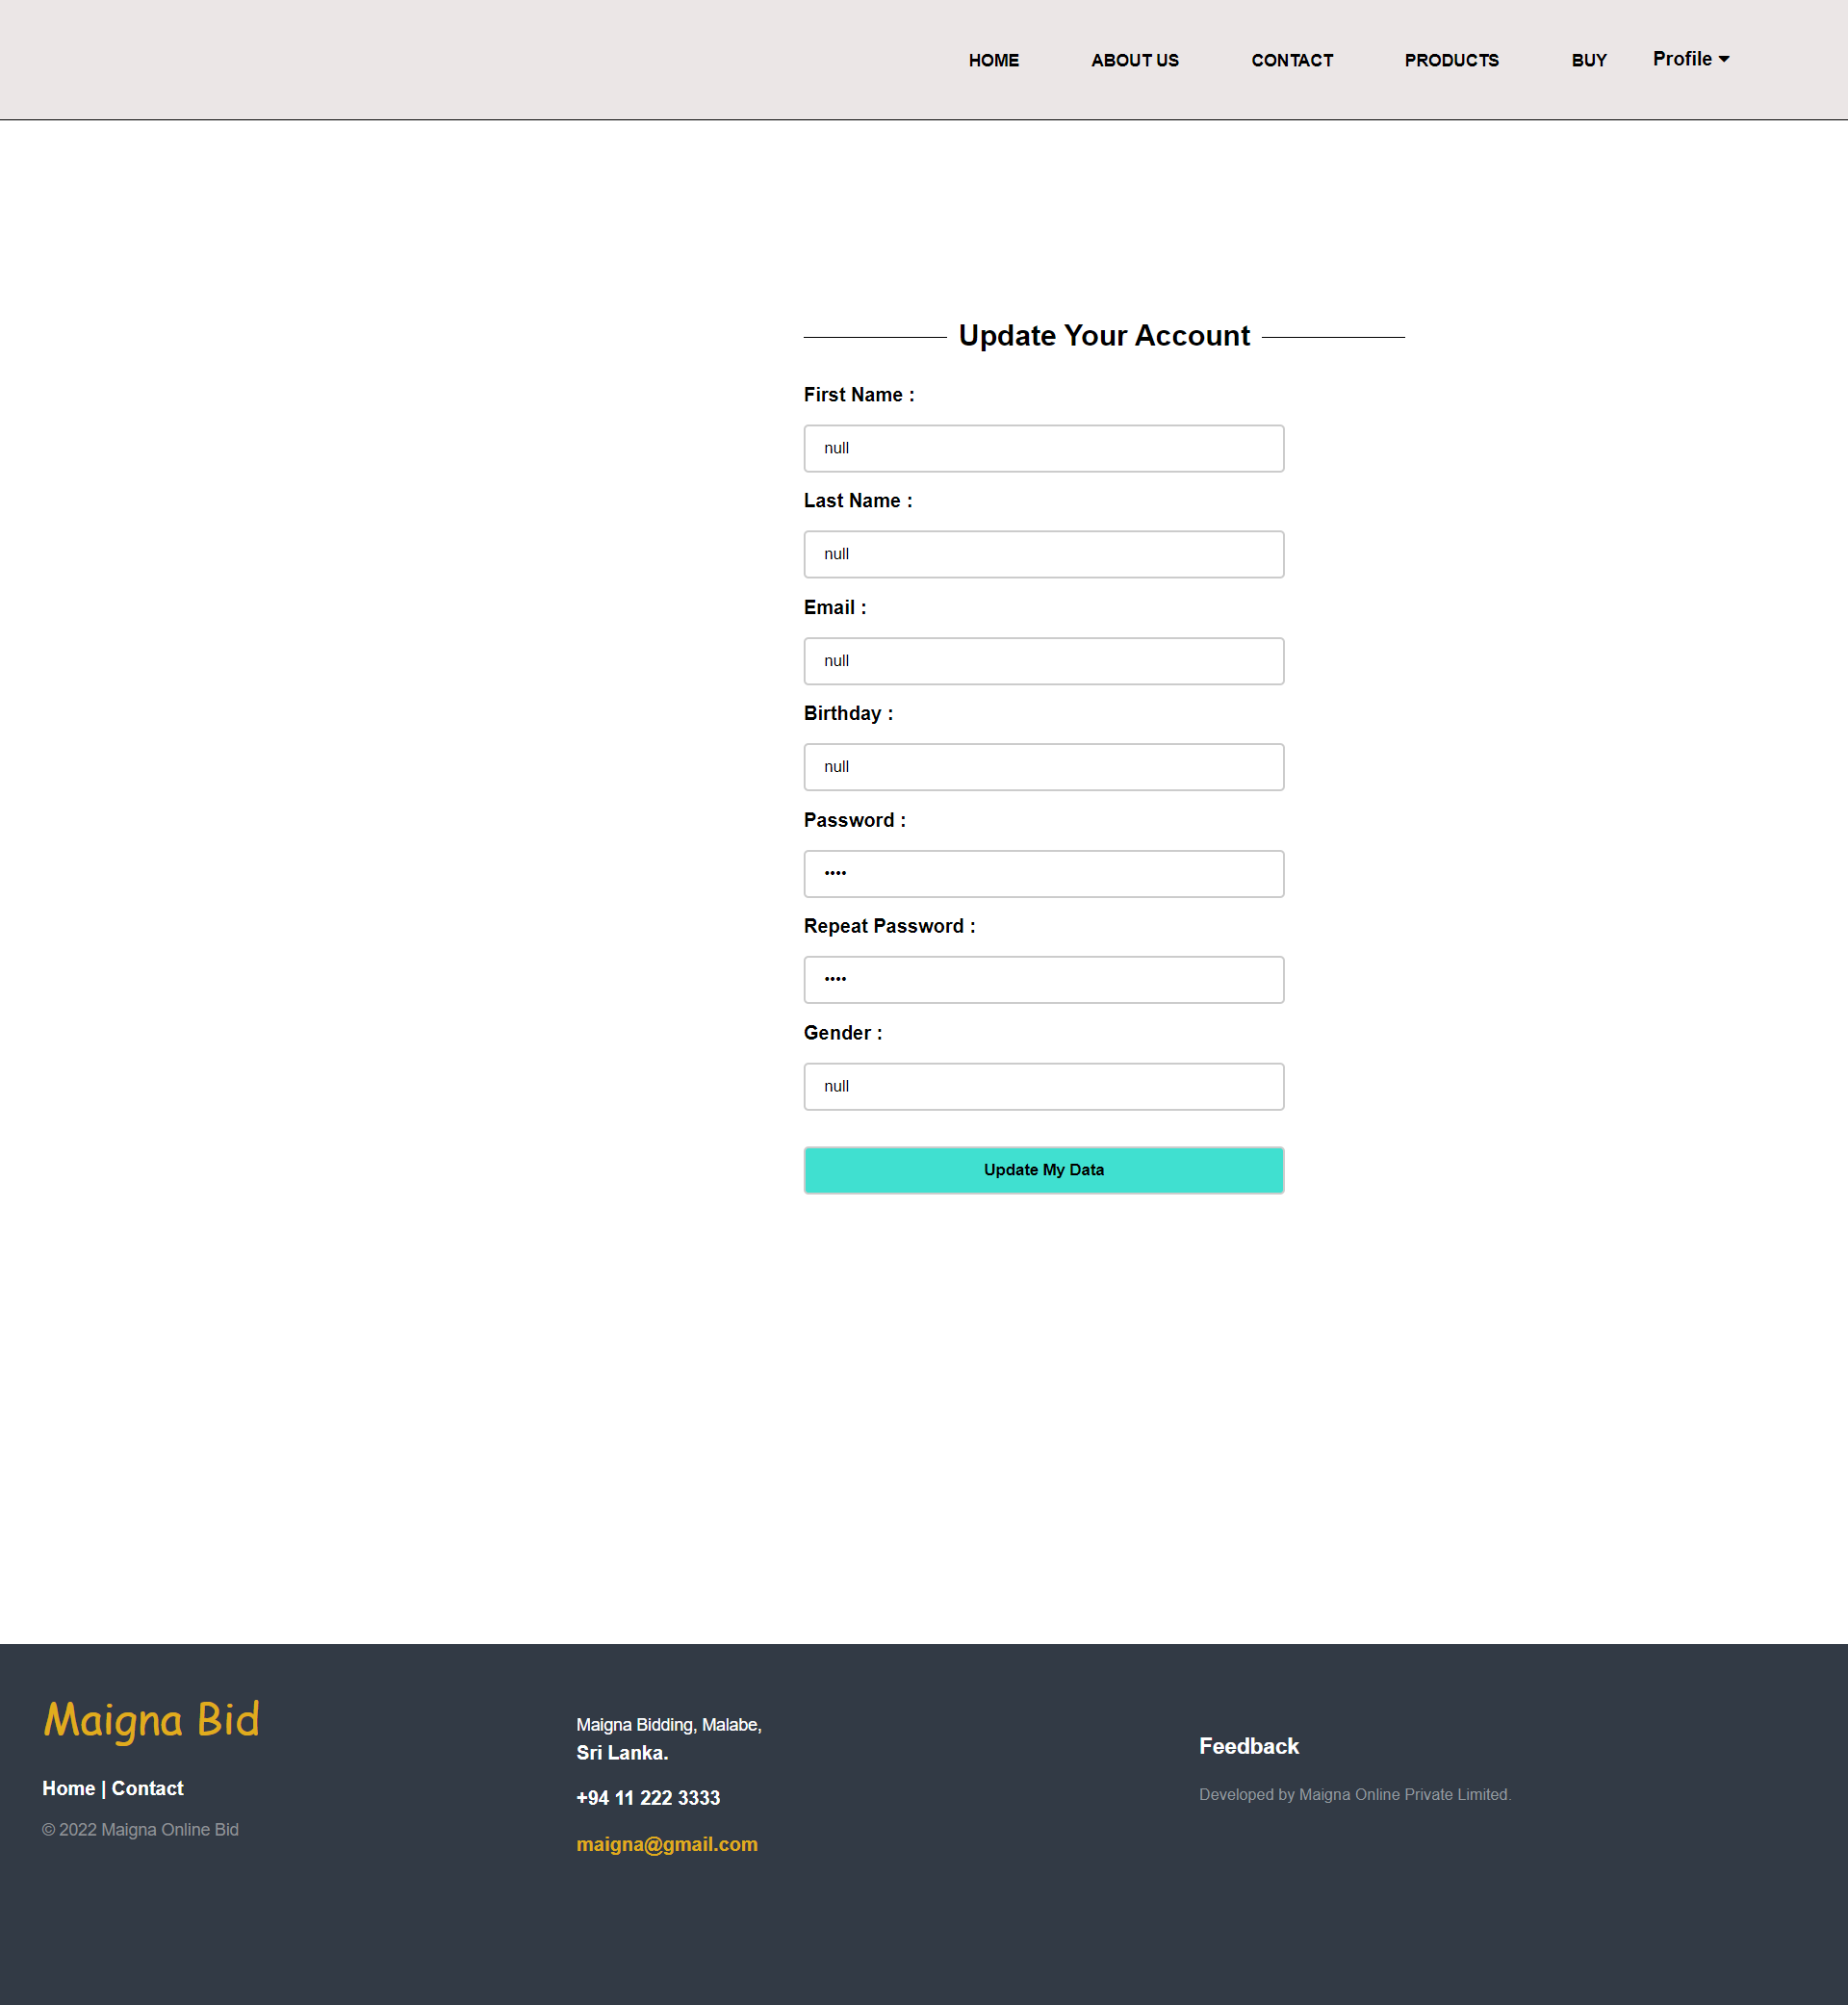 HOME ABOUT US CONTACT PRODUCTS BUY Profile
Update Your Account
First Name :
null
Last Name :
null
Email :
null
Birthday :
null
Password :
••••
Repeat Password :
••••
Gender :
null
Update My Data
Maigna Bid
Home | Contact
© 2022 Maigna Online Bid
Maigna Bidding, Malabe,
Sri Lanka.
+94 11 222 3333
maigna@gmail.com
Feedback
Developed by Maigna Online Private Limited.